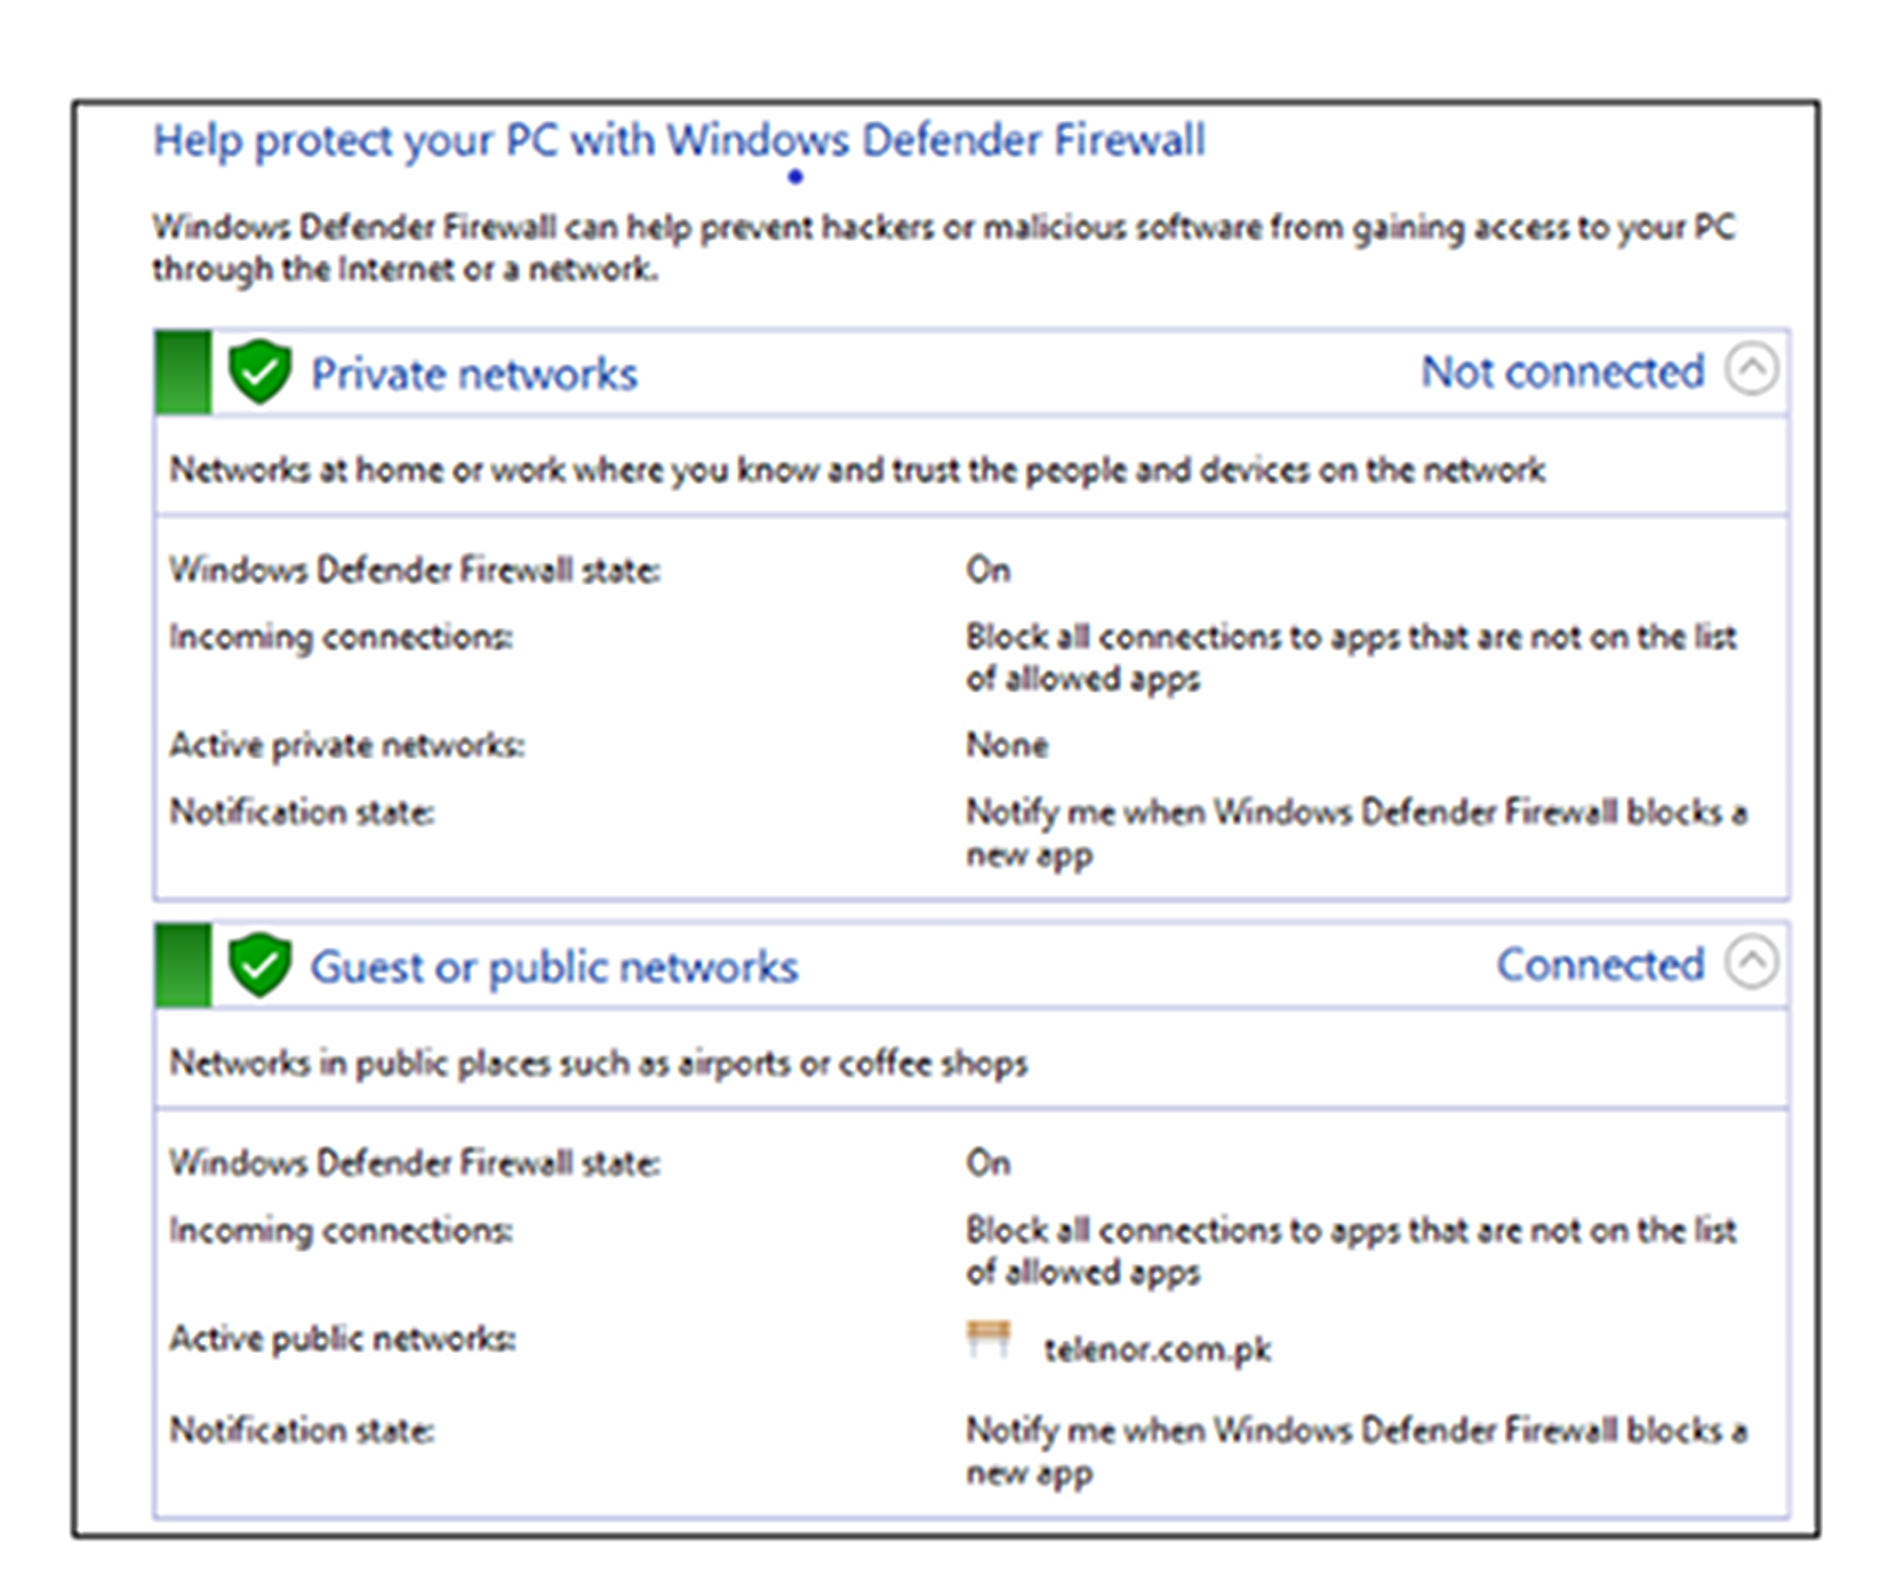 Help protect your PC with Windows Defender Firewall
Windows Defender Firewall can help prevent hackers or malicious software from gaining access to your PC
through the Internet or a network.
Private networks Not connected
Networks at home or work where you know and trust the people and devices on the network
Windows Defender Firewall state: On
Incoming connections: Block all connections to apps that are not on the list
of allowed apps
Active private networks: None
Notification state: Notify me when Windows Defender Firewall blocks a
new app
Guest or public networks Connected
Networks in public places such as airports or coffee shops
Windows Defender Firewall state: On
Incoming connections: Block all connections to apps that are not on the list
of allowed apps
Active public networks: telenor.com.pk
Notification state: Notify me when Windows Defender Firewall blocks a
new app